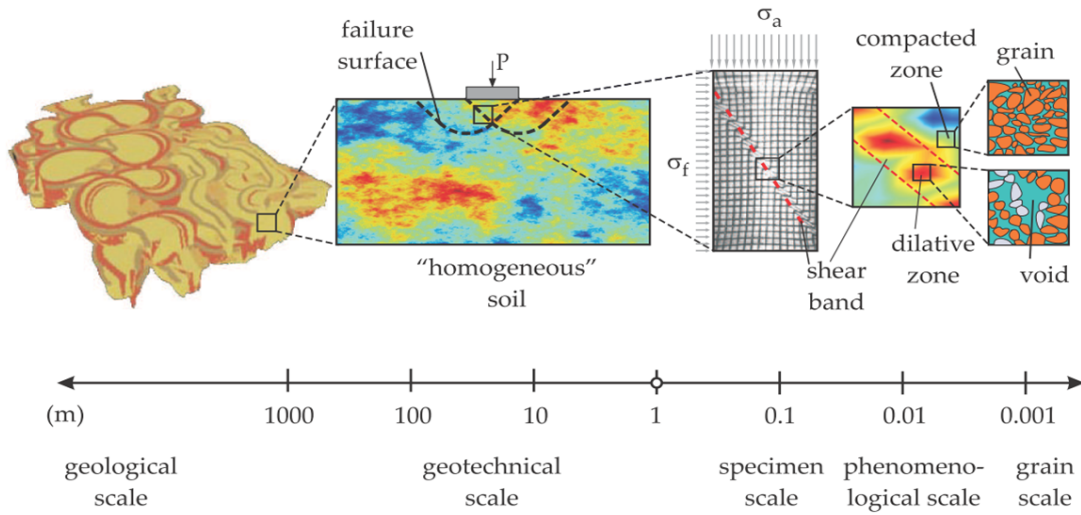 failure
surface
P
"homogeneous"
soil
σa
σf
shear
band
compacted
zone
dilative
zone
grain
void
(m)
1000
100
10
1
0.1
0.01
0.001
geological
scale
geotechnical
scale
specimen
scale
phenomeno-
logical scale
grain
scale